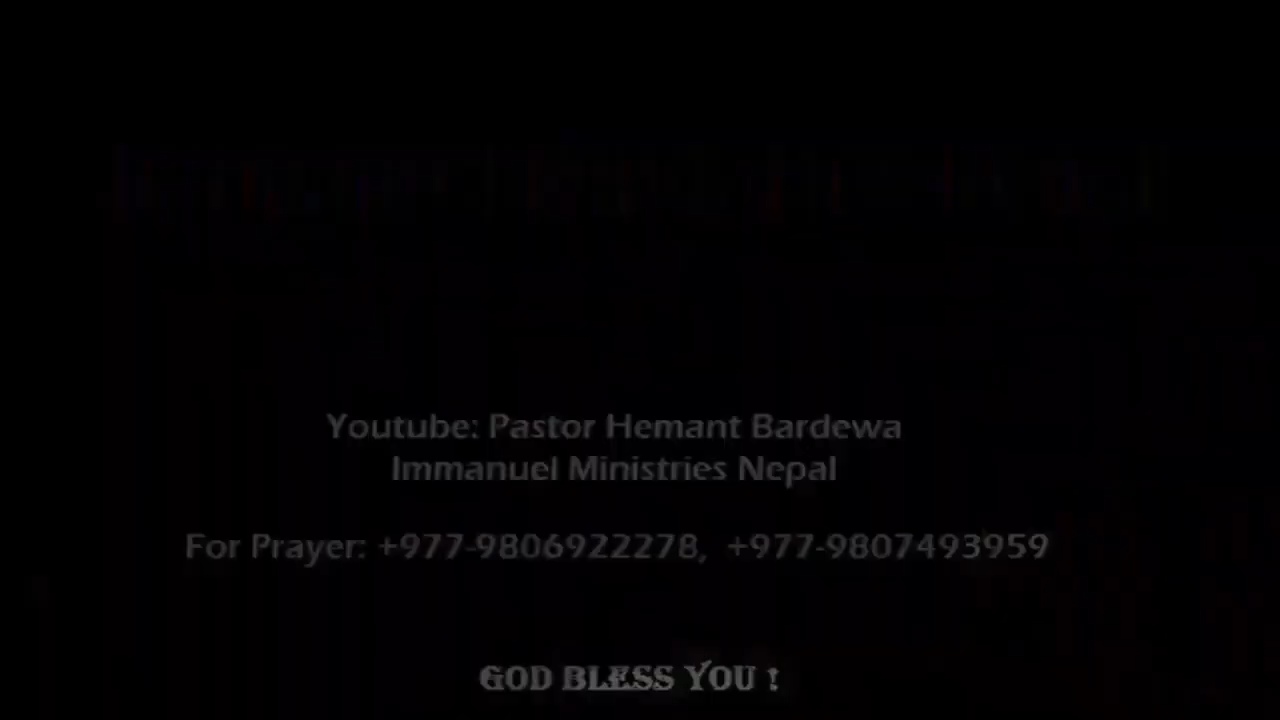 Youtube: Pastor Hemant Bardewa
Immanuel Ministries Nepal
For Prayer: +977-9806922278, +977-9807493959
GOD BLESS YOU !